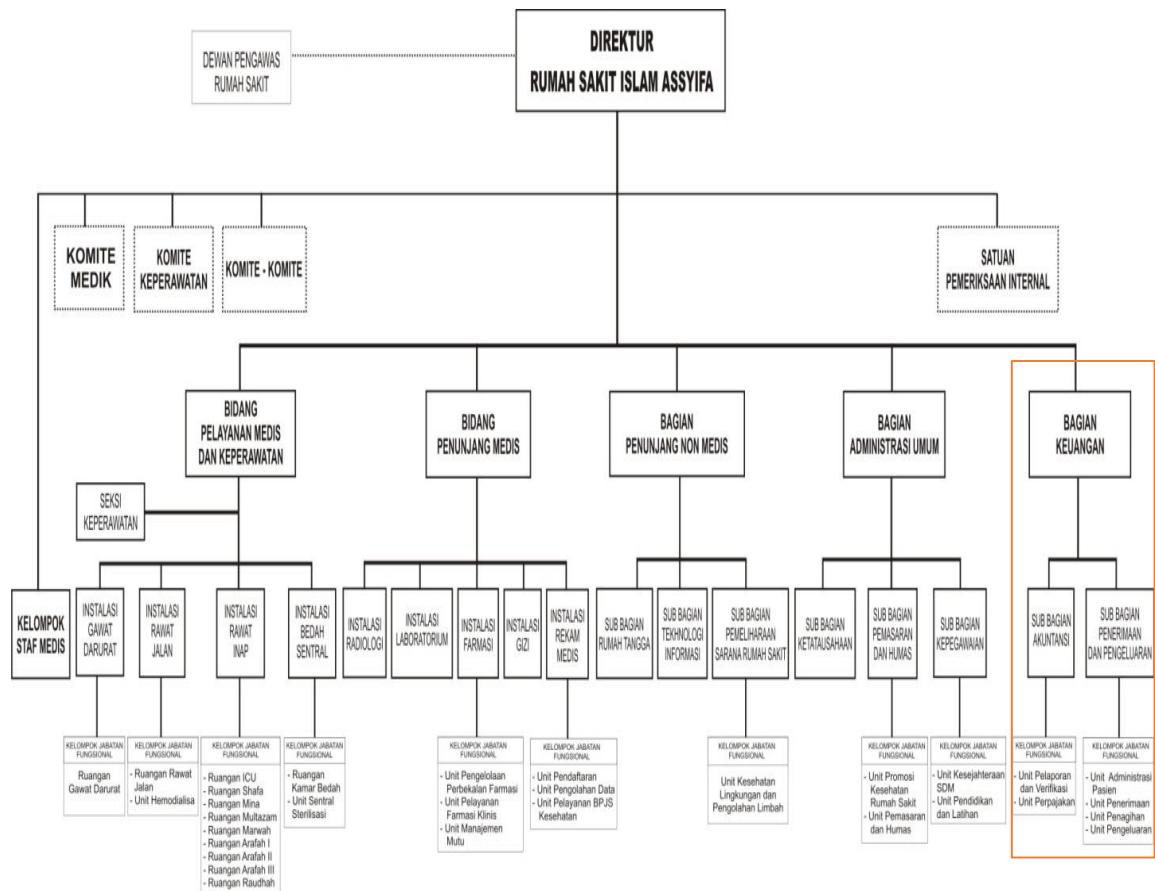 DIREKTUR
RUMAH SAKIT ISLAM ASSYIFA
DEWAN PENGAWAS
RUMAH SAKIT
KOMITE
MEDIK
KOMITE
KEPERAWATAN
KOMITE - KOMITE
SATUAN
PEMERIKSAAN INTERNAL
BIDANG
PELAYANAN MEDIS
DAN KEPERAWATAN
BIDANG
PENUNJANG MEDIS
BAGIAN
PENUNJANG NON MEDIS
BAGIAN
ADMINISTRASI UMUM
BAGIAN
KEUANGAN
SEKSI
KEPERAWATAN
KELOMPOK
STAF MEDIS
INSTALASI
GAWAT
DARURAT
INSTALASI
RAWAT
JALAN
INSTALASI
RAWAT
INAP
INSTALASI
BEDAH
SENTRAL
INSTALASI
RADIOLOGI
INSTALASI
LABORATORIUM
INSTALASI
FARMASI
INSTALASI
GIZI
INSTALASI
REKAM
MEDIS
SUB BAGIAN
RUMAH TANGGA
SUB BAGIAN
TEKHNOLOGI
INFORMASI
SUB BAGIAN
PEMELIHARAAN
SARANA RUMAH SAKIT
SUB BAGIAN
KETATAUSAHAAN
SUB BAGIAN
PEMASARAN
DAN HUMAS
SUB BAGIAN
KEPEGAWAIAN
SUB BAGIAN
AKUNTANSI
SUB BAGIAN
PENERIMAAN
DAN PENGELUARAN
KELOMPOK JABATAN
FUNGSIONAL
Ruangan
Gawat Darurat
KELOMPOK JABATAN
FUNGSIONAL
- Ruangan Rawat
Jalan
- Unit Hemodialisa
KELOMPOK JABATAN
FUNGSIONAL
- Ruangan ICU
- Ruangan Shafa
- Ruangan Mina
- Ruangan Multazam
- Ruangan Marwah
- Ruangan Arafah I
- Ruangan Arafah II
- Ruangan Arafah III
- Ruangan Raudhah
KELOMPOK JABATAN
FUNGSIONAL
- Ruangan
Kamar Bedah
- Unit Sentral
Sterilisasi
KELOMPOK JABATAN
FUNGSIONAL
- Unit Pengelolaan
Perbekalan Farmasi
- Unit Pelayanan
Farmasi Klinis
- Unit Manajemen
Mutu
KELOMPOK JABATAN
FUNGSIONAL
- Unit Pendaftaran
- Unit Pengolahan Data
- Unit Pelayanan BPJS
Kesehatan
KELOMPOK JABATAN
FUNGSIONAL
Unit Kesehatan
Lingkungan dan
Pengolahan Limbah
KELOMPOK JABATAN
FUNGSIONAL
- Unit Promosi
Kesehatan
Rumah Sakit
- Unit Pemasaran
dan Humas
KELOMPOK JABATAN
FUNGSIONAL
- Unit Kesejahteraan
SDM
- Unit Pendidikan
dan Latihan
KELOMPOK JABATAN
FUNGSIONAL
- Unit Pelaporan
dan Verifikasi
- Unit Perpajakan
KELOMPOK JABATAN
FUNGSIONAL
- Unit Administrasi
Pasien
- Unit Penerimaan
- Unit Penagihan
- Unit Pengeluaran